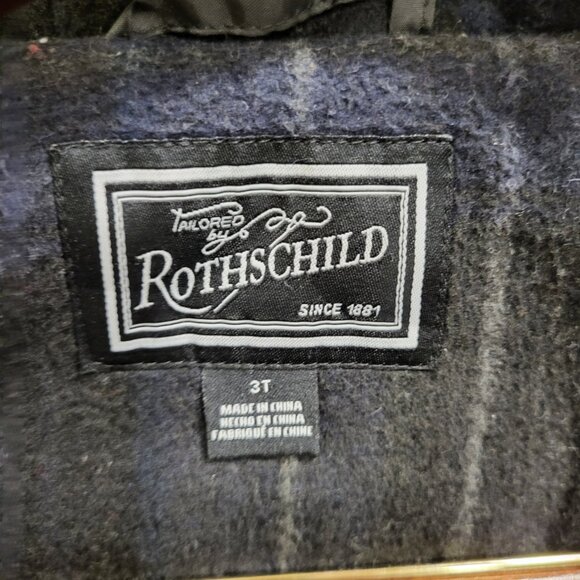 TAILORED
by
ROTHSCHILD
SINCE 1881
3T
MADE IN CHINA
HECHO EN CHINA
FABRIQUÉ EN CHINE